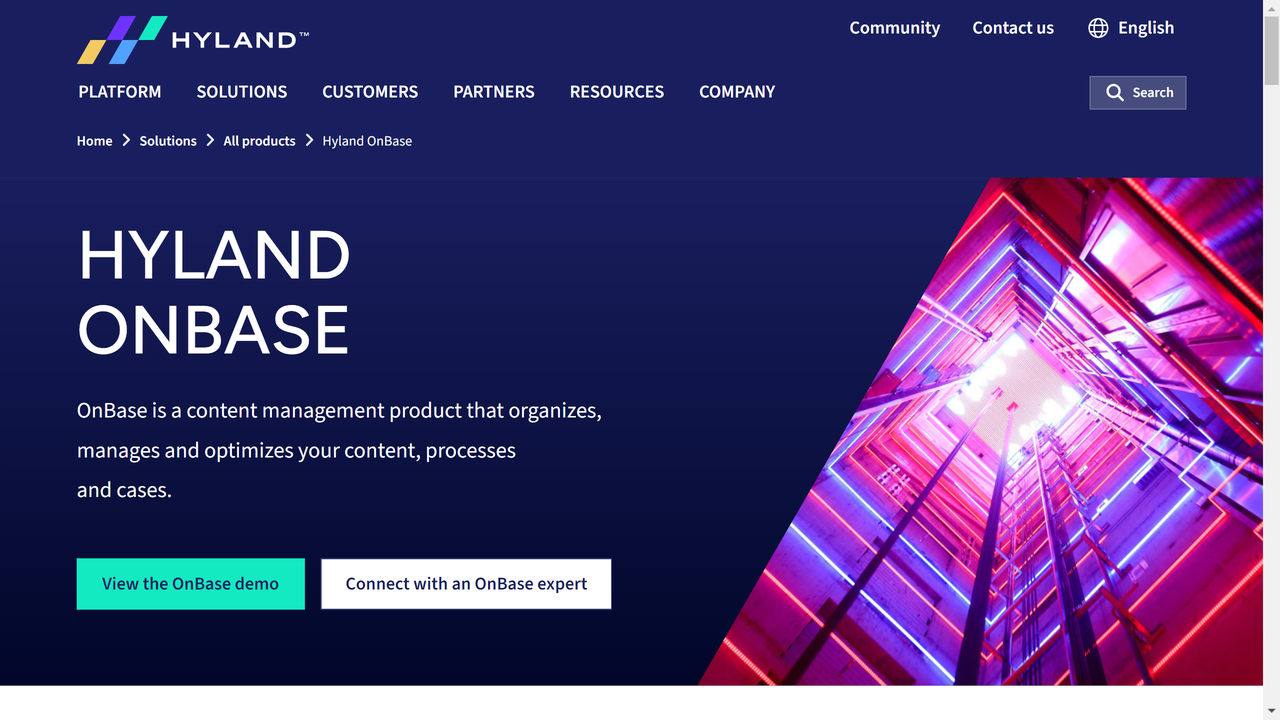 HYLAND™
Community
Contact us
English
PLATFORM
SOLUTIONS
CUSTOMERS
PARTNERS
RESOURCES
COMPANY
Search
Home
Solutions
All products
Hyland OnBase
HYLAND
ONBASE
OnBase is a content management product that organizes,
manages and optimizes your content, processes
and cases.
View the OnBase demo
Connect with an OnBase expert